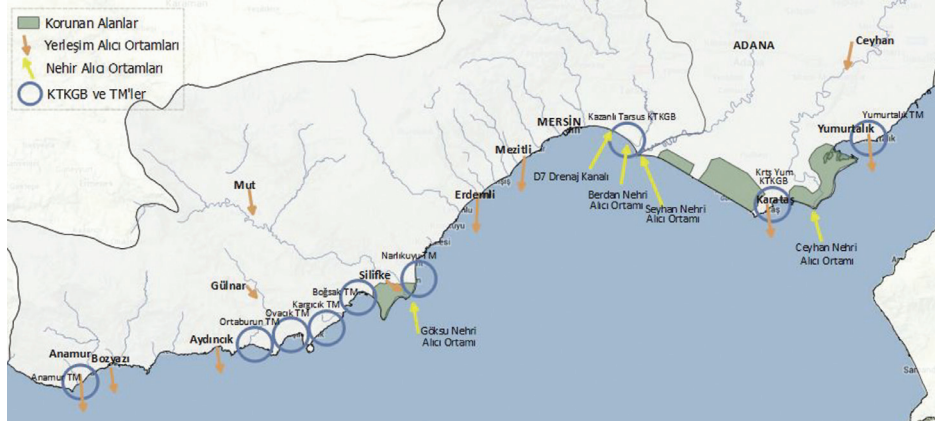 Korunan Alanlar
Yerleşim Alıcı Ortamları
Nehir Alıcı Ortamları
KTKGB ve TM'ler
ADANA
Ceyhan
Kazanlı Tarsus KTKGB
MERSİN
Yumurtalık TM
Yumurtalık
Mezitli
D7 Drenaj Kanalı
Berdan Nehri
Alıcı Ortamı
Seyhan Nehri
Alıcı Ortamı
Krtş Yum
KTKGB
Karataş
Ceyhan Nehri
Alıcı Ortamı
Mut
Erdemli
Narlıkuyu TM
Silifke
Gülnar
Boğsak TM
Kargıcık TM
Ovacık TM
Ortaburun TM
Göksu Nehri
Alıcı Ortamı
Aydıncık
Anamur
Bozyazı
Anamur TM